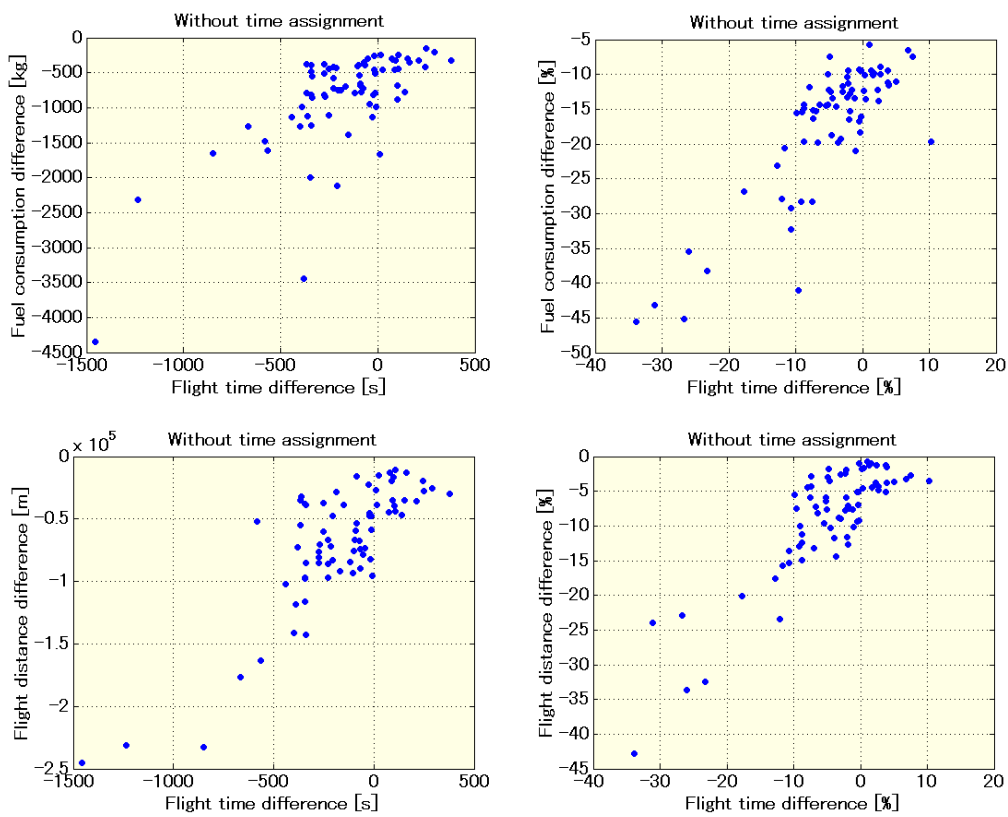 Without time assignment
0
−500
−1000
−1500
−2000
−2500
−3000
−3500
−4000
−4500
Fuel consumption difference [kg]
−1500 −1000 −500 0 500
Flight time difference [s]
Without time assignment
−5
−10
−15
−20
−25
−30
−35
−40
−45
−50
Fuel consumption difference [%]
−40 −30 −20 −10 0 10 20
Flight time difference [%]
Without time assignment
× 10^5
0
−0.5
−1
−1.5
−2
−2.5
Flight distance difference [m]
−1500 −1000 −500 0 500
Flight time difference [s]
Without time assignment
0
−5
−10
−15
−20
−25
−30
−35
−40
−45
Flight distance difference [%]
−40 −30 −20 −10 0 10 20
Flight time difference [%]